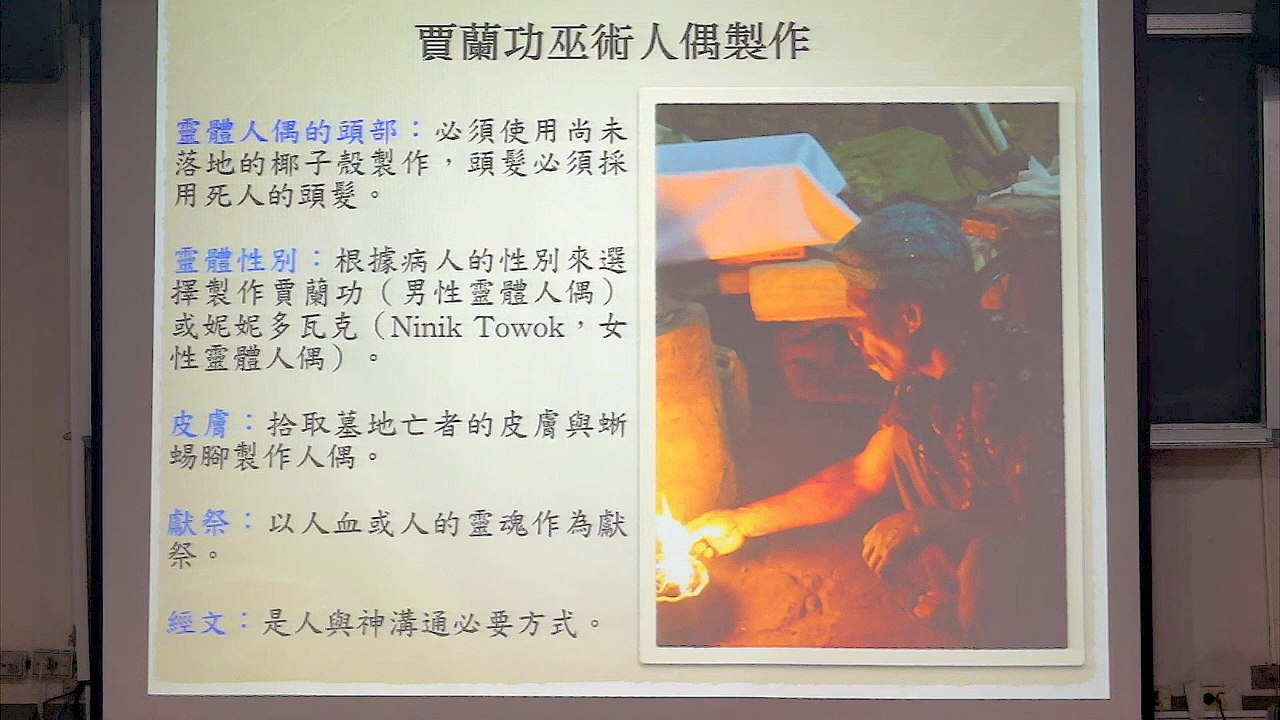 賈蘭功巫術人偶製作
靈體人偶的頭部：必須使用尚未
落地的椰子殼製作，頭髮必須採
用死人的頭髮。
靈體性別：根據病人的性別來選
擇製作賈蘭功（男性靈體人偶）
或妮妮多瓦克（Ninik Towok，女
性靈體人偶）。
皮膚：拾取墓地亡者的皮膚與蜥
蜴腳製作人偶。
獻祭：以人血或人的靈魂作為獻
祭。
經文：是人與神溝通必要方式。